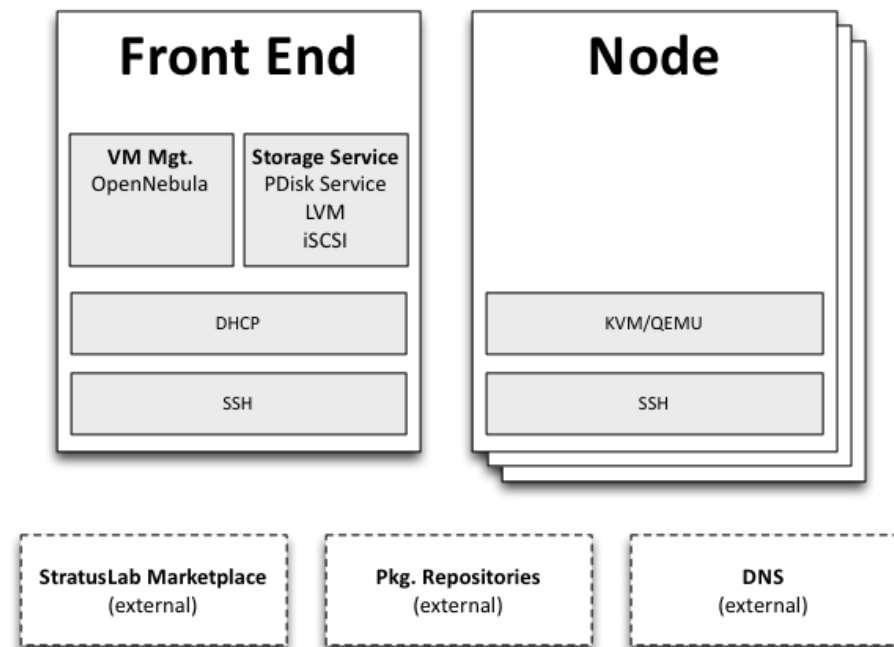 Front End
VM Mgt.
OpenNebula
Storage Service
PDisk Service
LVM
iSCSI
DHCP
SSH
Node
KVM/QEMU
SSH
StratusLab Marketplace
(external)
Pkg. Repositories
(external)
DNS
(external)